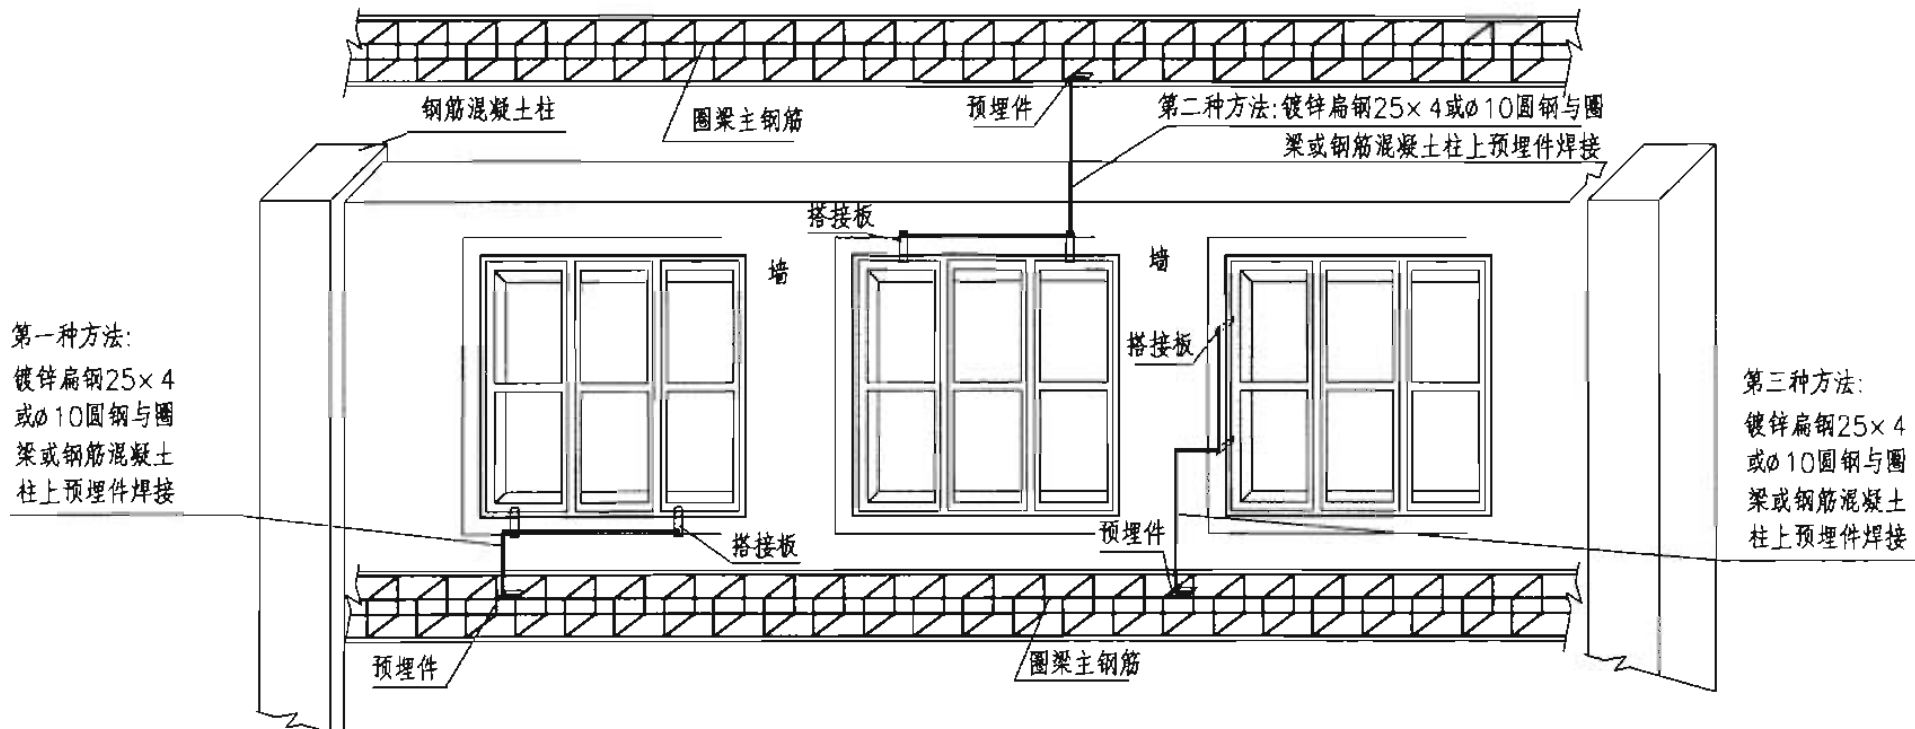 钢筋混凝土柱
圈梁主钢筋
预埋件
第二种方法:镀锌扁钢25×4或ø10圆钢与圈
梁或钢筋混凝土柱上预埋件焊接
搭接板
墙
墙
第一种方法:
镀锌扁钢25×4
或ø10圆钢与圈
梁或钢筋混凝土
柱上预埋件焊接
搭接板
第三种方法:
镀锌扁钢25×4
或ø10圆钢与圈
梁或钢筋混凝土
柱上预埋件焊接
搭接板
预埋件
预埋件
圈梁主钢筋